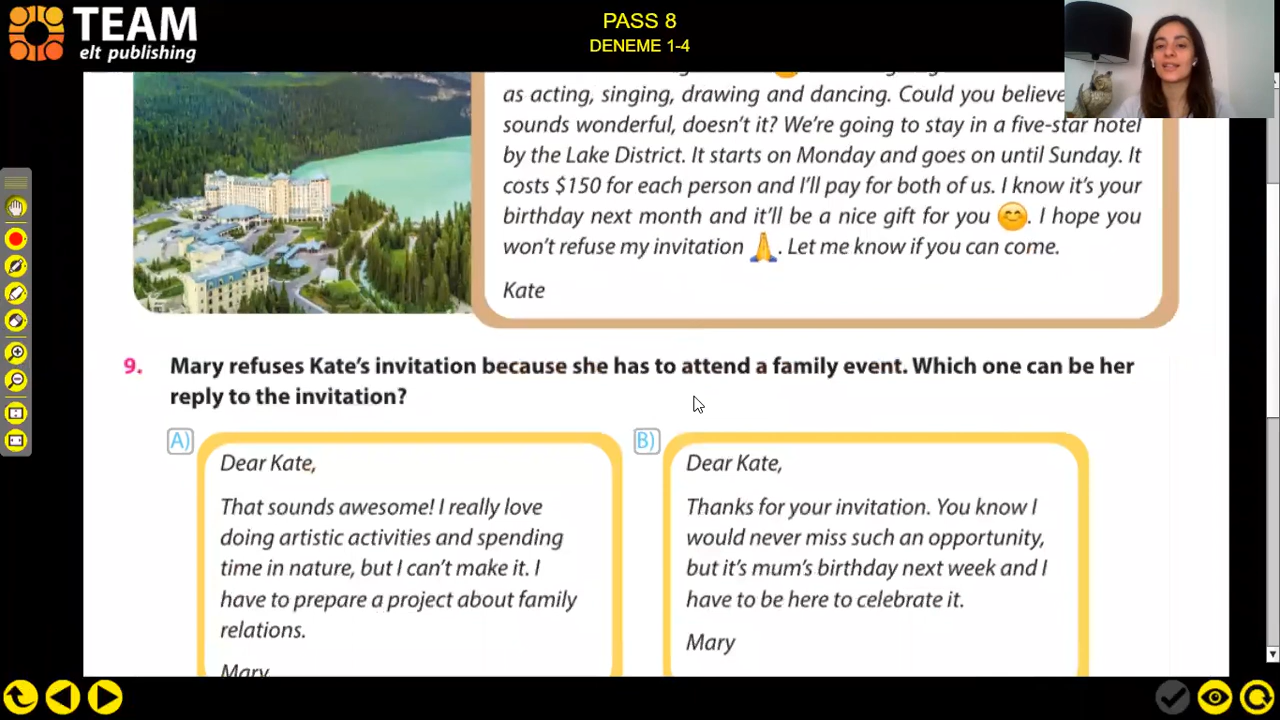 TEAM
elt publishing
PASS 8
DENEME 1-4
as acting, singing, drawing and dancing. Could you believe
sounds wonderful, doesn't it? We're going to stay in a five-star hotel
by the Lake District. It starts on Monday and goes on until Sunday. It
costs $150 for each person and I'll pay for both of us. I know it's your
birthday next month and it'll be a nice gift for you 😊. I hope you
won't refuse my invitation 🙏. Let me know if you can come.
Kate
9. Mary refuses Kate's invitation because she has to attend a family event. Which one can be her
reply to the invitation?
A)
Dear Kate,
That sounds awesome! I really love
doing artistic activities and spending
time in nature, but I can't make it. I
have to prepare a project about family
relations.
Mary
B)
Dear Kate,
Thanks for your invitation. You know I
would never miss such an opportunity,
but it's mum's birthday next week and I
have to be here to celebrate it.
Mary